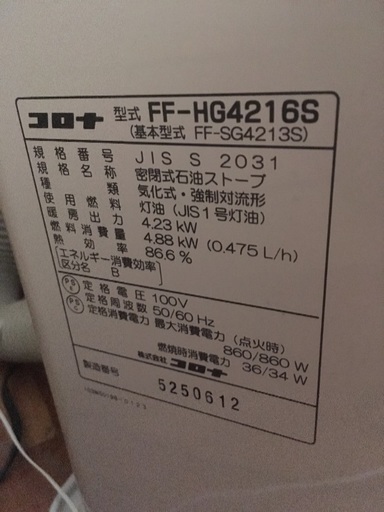 コロナ 型式 FF-HG4216S
(基本型式 FF-SG4213S)
規格番号 JIS S 2031
規格名称 密閉式石油ストーブ
種類 気化式・強制対流形
使用燃料 灯油(JIS1号灯油)
暖房出力 4.23 kW
燃料消費量 4.88 kW (0.475 L/h)
熱効率 86.6 %
[エネルギー消費効率]
区分名 B
PS E 定格電圧 100V
PS C 定格周波数 50/60 Hz
定格消費電力 最大消費電力 (点火時)
860/860 W
燃焼時消費電力 36/34 W
株式会社 コロナ
製造番号 5250612